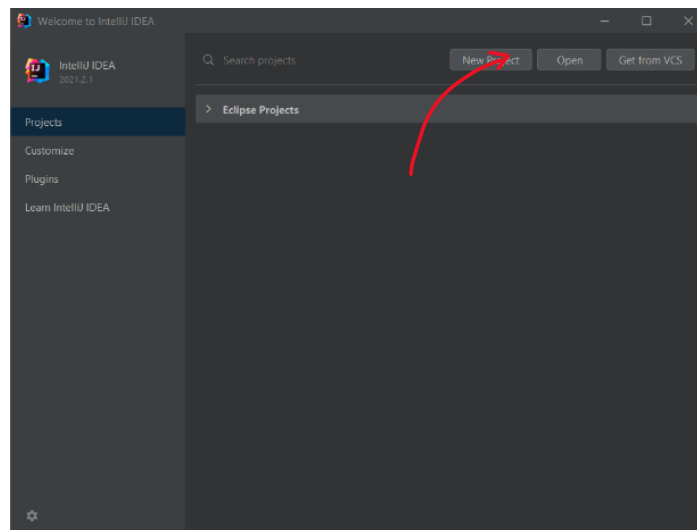 Welcome to IntelliJ IDEA
IntelliJ IDEA
2021.2.1
Search projects
New Project
Open
Get from VCS
Projects
Eclipse Projects
Customize
Plugins
Learn IntelliJ IDEA